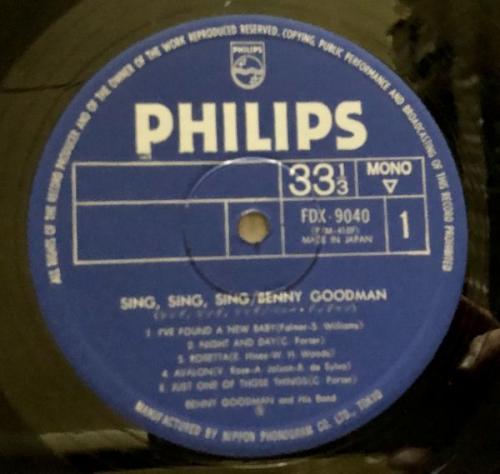 ALL RIGHTS OF THE RECORD PRODUCER AND OF THE OWNER OF THE WORK REPRODUCED RESERVED. COPYING, PUBLIC PERFORMANCE AND BROADCASTING OF THIS RECORD PROHIBITED
PHILIPS
PHILIPS
33 1/3
MONO
▽
FDX-9040
MADE IN JAPAN
1
SING, SING, SING/BENNY GOODMAN
1. I'VE FOUND A NEW BABY(Palmer-S. Williams)
2. NIGHT AND DAY(C. Porter)
3. ROSETTA(E. Hines-W. H. Woods)
4. AVALON(V. Rose-A. Jolson-B. de Sylva)
5. JUST ONE OF THOSE THINGS(C. Porter)
BENNY GOODMAN and His Band
MANUFACTURED BY NIPPON PHONOGRAM CO. LTD., TOKYO